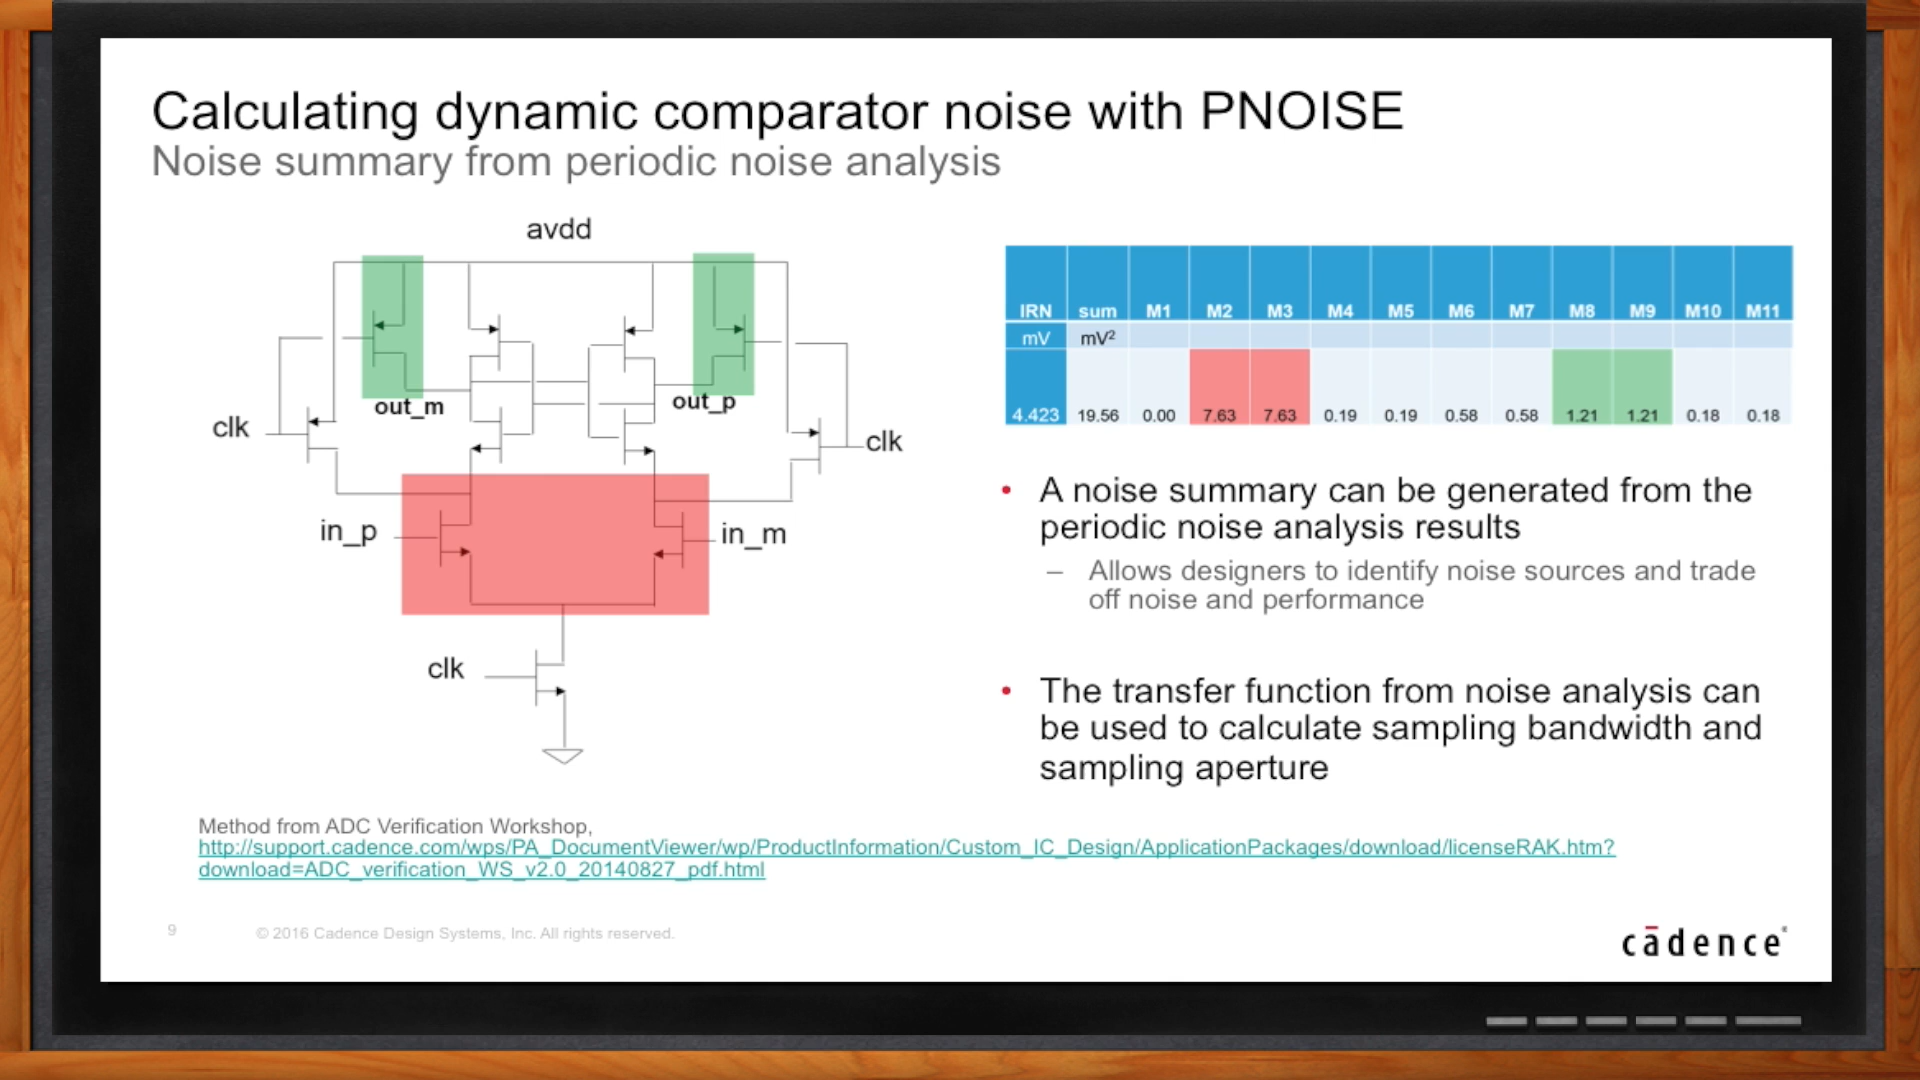 Calculating dynamic comparator noise with PNOISE
Noise summary from periodic noise analysis
avdd
out_m
out_p
clk
clk
in_p
in_m
clk
IRN sum M1 M2 M3 M4 M5 M6 M7 M8 M9 M10 M11
mV mV²
4.423 19.56 0.00 7.63 7.63 0.19 0.19 0.58 0.58 1.21 1.21 0.18 0.18
• A noise summary can be generated from the
periodic noise analysis results
– Allows designers to identify noise sources and trade
off noise and performance
• The transfer function from noise analysis can
be used to calculate sampling bandwidth and
sampling aperture
Method from ADC Verification Workshop,
http://support.cadence.com/wps/PA_DocumentViewer/wp/ProductInformation/Custom_IC_Design/ApplicationPackages/download/licenseRAK.htm?
download=ADC_verification_WS_v2.0_20140827_pdf.html
9
© 2016 Cadence Design Systems, Inc. All rights reserved.
cādence